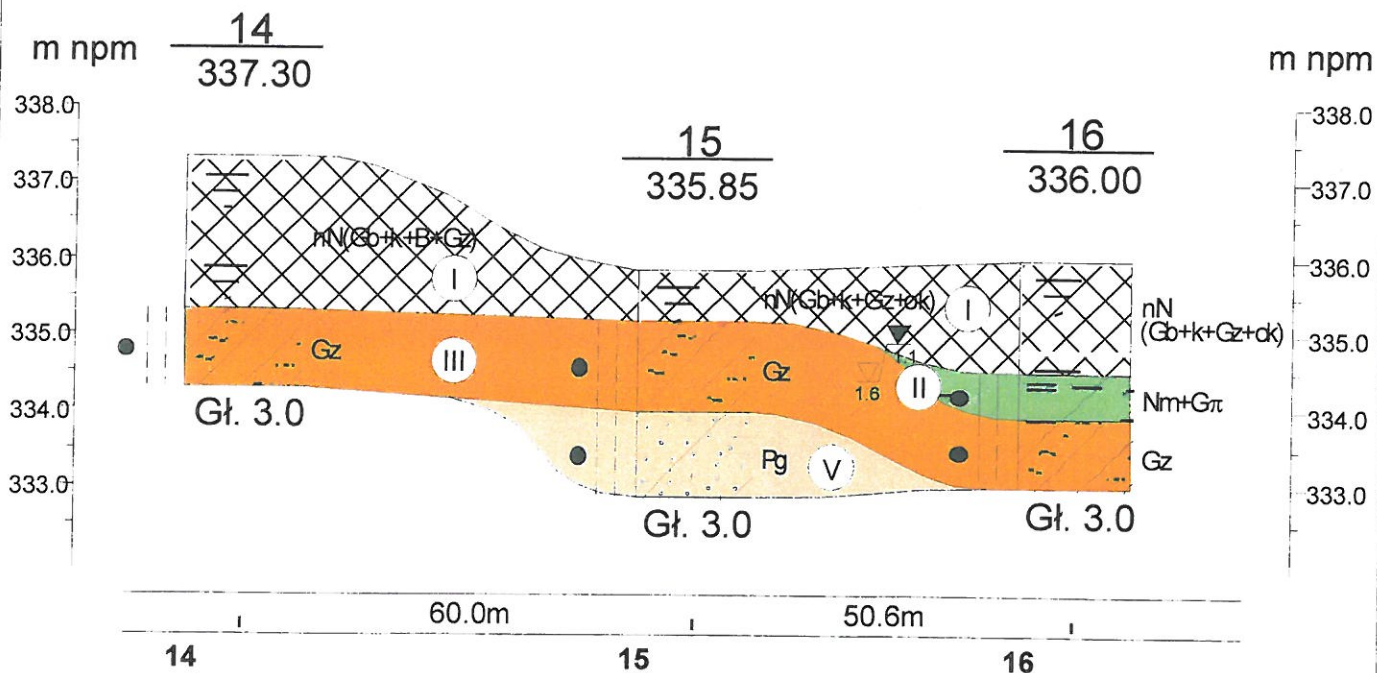 m npm
14
337.30
m npm
15
335.85
16
336.00
338.0
337.0
336.0
335.0
334.0
333.0
338.0
337.0
336.0
335.0
334.0
333.0
nN(Gb+k+B+Gz)
I
nN(Gb+k+Gz+ok)
I
nN
(Gb+k+Gz+ok)
1.1
Gz
III
Gz
1.6
II
Nm+Gπ
Gz
Pg
V
Gł. 3.0
Gł. 3.0
Gł. 3.0
60.0m
50.6m
14
15
16